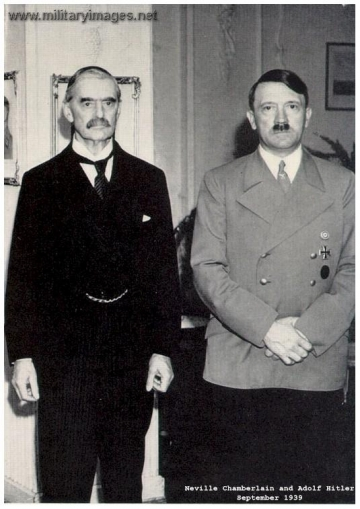 www.militaryimages.net
Neville Chamberlain and Adolf Hitler
September 1939